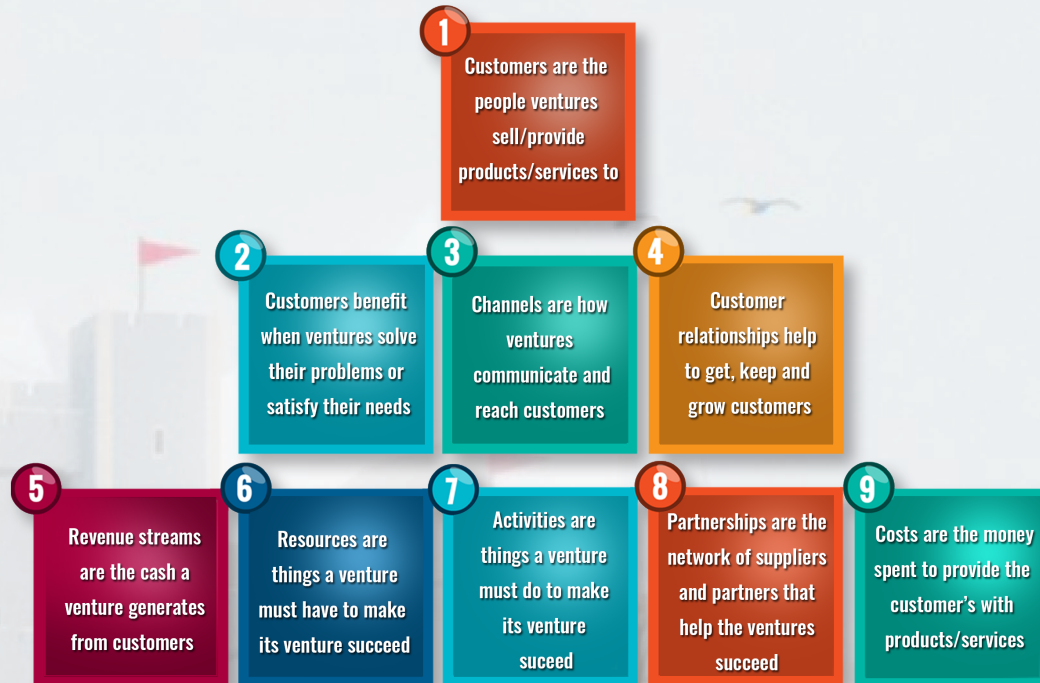 1
Customers are the
people ventures
sell/provide
products/services to
2
Customers benefit
when ventures solve
their problems or
satisfy their needs
3
Channels are how
ventures
communicate and
reach customers
4
Customer
relationships help
to get, keep and
grow customers
5
Revenue streams
are the cash a
venture generates
from customers
6
Resources are
things a venture
must have to make
its venture succeed
7
Activities are
things a venture
must do to make
its venture
suceed
8
Partnerships are the
network of suppliers
and partners that
help the ventures
succeed
9
Costs are the money
spent to provide the
customer's with
products/services